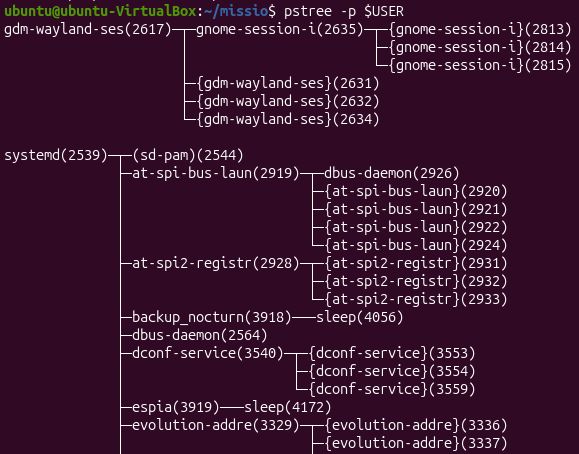 ubuntu@ubuntu-VirtualBox:~/missio$ pstree -p $USER
gdm-wayland-ses(2617)─┬─gnome-session-i(2635)─┬─{gnome-session-i}(2813)
                      │                       ├─{gnome-session-i}(2814)
                      │                       └─{gnome-session-i}(2815)
                      ├─{gdm-wayland-ses}(2631)
                      ├─{gdm-wayland-ses}(2632)
                      └─{gdm-wayland-ses}(2634)

systemd(2539)─┬─(sd-pam)(2544)
              ├─at-spi-bus-laun(2919)─┬─dbus-daemon(2926)
              │                       ├─{at-spi-bus-laun}(2920)
              │                       ├─{at-spi-bus-laun}(2921)
              │                       ├─{at-spi-bus-laun}(2922)
              │                       └─{at-spi-bus-laun}(2924)
              ├─at-spi2-registr(2928)─┬─{at-spi2-registr}(2931)
              │                       ├─{at-spi2-registr}(2932)
              │                       └─{at-spi2-registr}(2933)
              ├─backup_nocturn(3918)───sleep(4056)
              ├─dbus-daemon(2564)
              ├─dconf-service(3540)─┬─{dconf-service}(3553)
              │                     ├─{dconf-service}(3554)
              │                     └─{dconf-service}(3559)
              ├─espia(3919)───sleep(4172)
              ├─evolution-addre(3329)─┬─{evolution-addre}(3336)
              │                       ├─{evolution-addre}(3337)